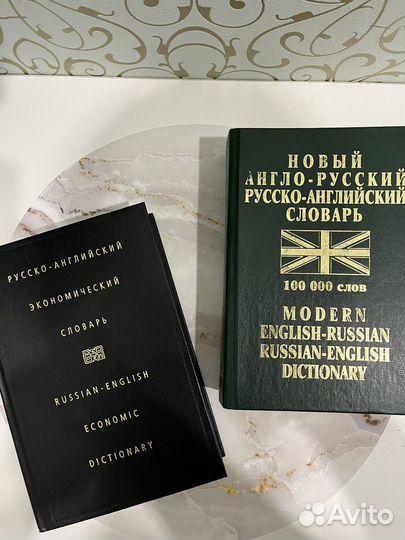 РУССКО-АНГЛИЙСКИЙ
ЭКОНОМИЧЕСКИЙ
СЛОВАРЬ
RUSSIAN-ENGLISH
ECONOMIC
DICTIONARY
НОВЫЙ
АНГЛО-РУССКИЙ
РУССКО-АНГЛИЙСКИЙ
СЛОВАРЬ
100 000 СЛОВ
MODERN
ENGLISH-RUSSIAN
RUSSIAN-ENGLISH
DICTIONARY
Avito